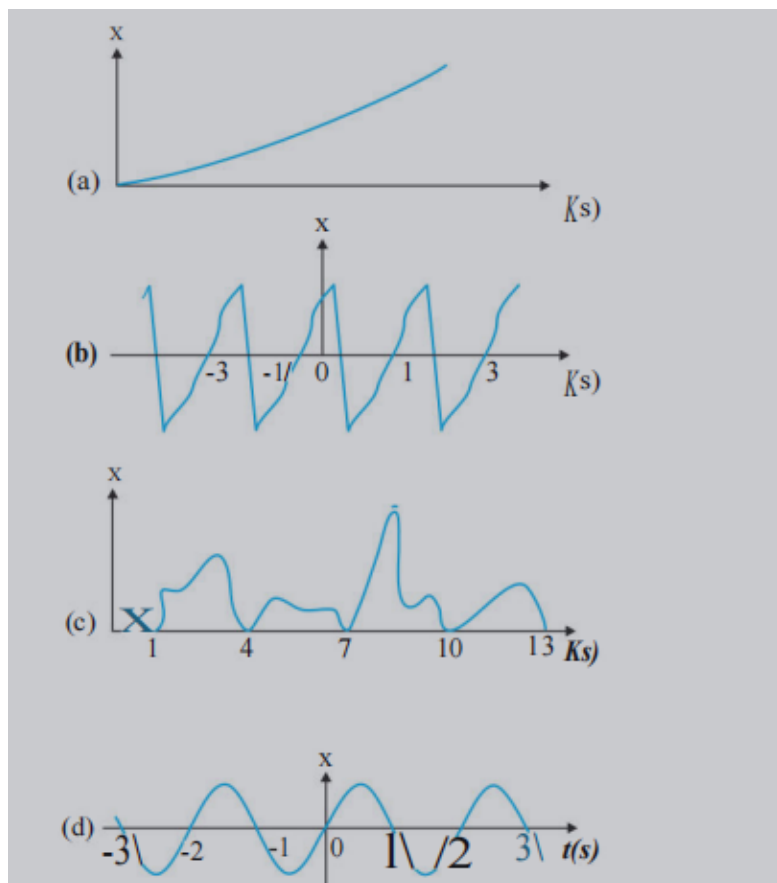 x
(a)
Ks)
x
(b) -3 -1/ 0 1 3
Ks)
x
(c) X
1 4 7 10 13 Ks)
x
(d) -3\ -2 -1 0 1\ /2 3\ t(s)